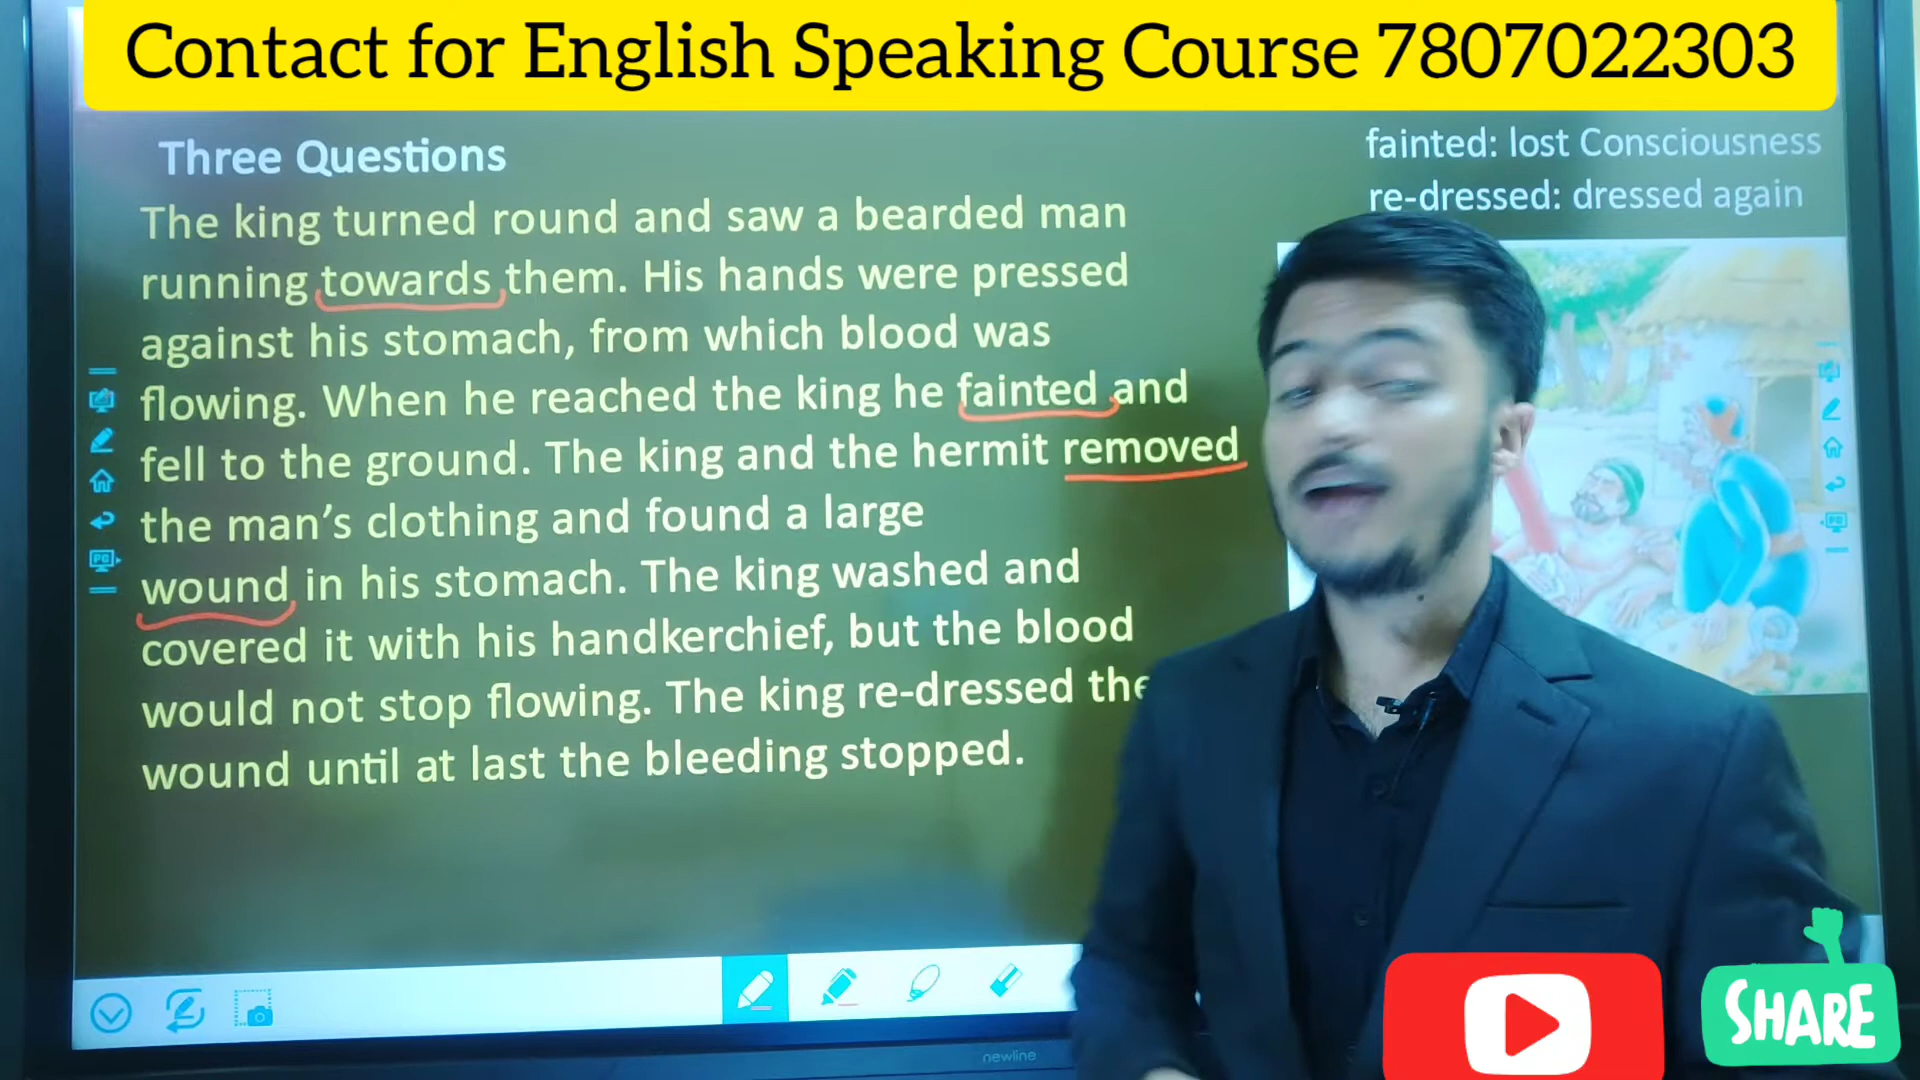 Contact for English Speaking Course 7807022303
Three Questions
The king turned round and saw a bearded man
running towards them. His hands were pressed
against his stomach, from which blood was
flowing. When he reached the king he fainted and
fell to the ground. The king and the hermit removed
the man’s clothing and found a large
wound in his stomach. The king washed and
covered it with his handkerchief, but the blood
would not stop flowing. The king re-dressed the
wound until at last the bleeding stopped.
fainted: lost Consciousness
re-dressed: dressed again
newline
SHARE